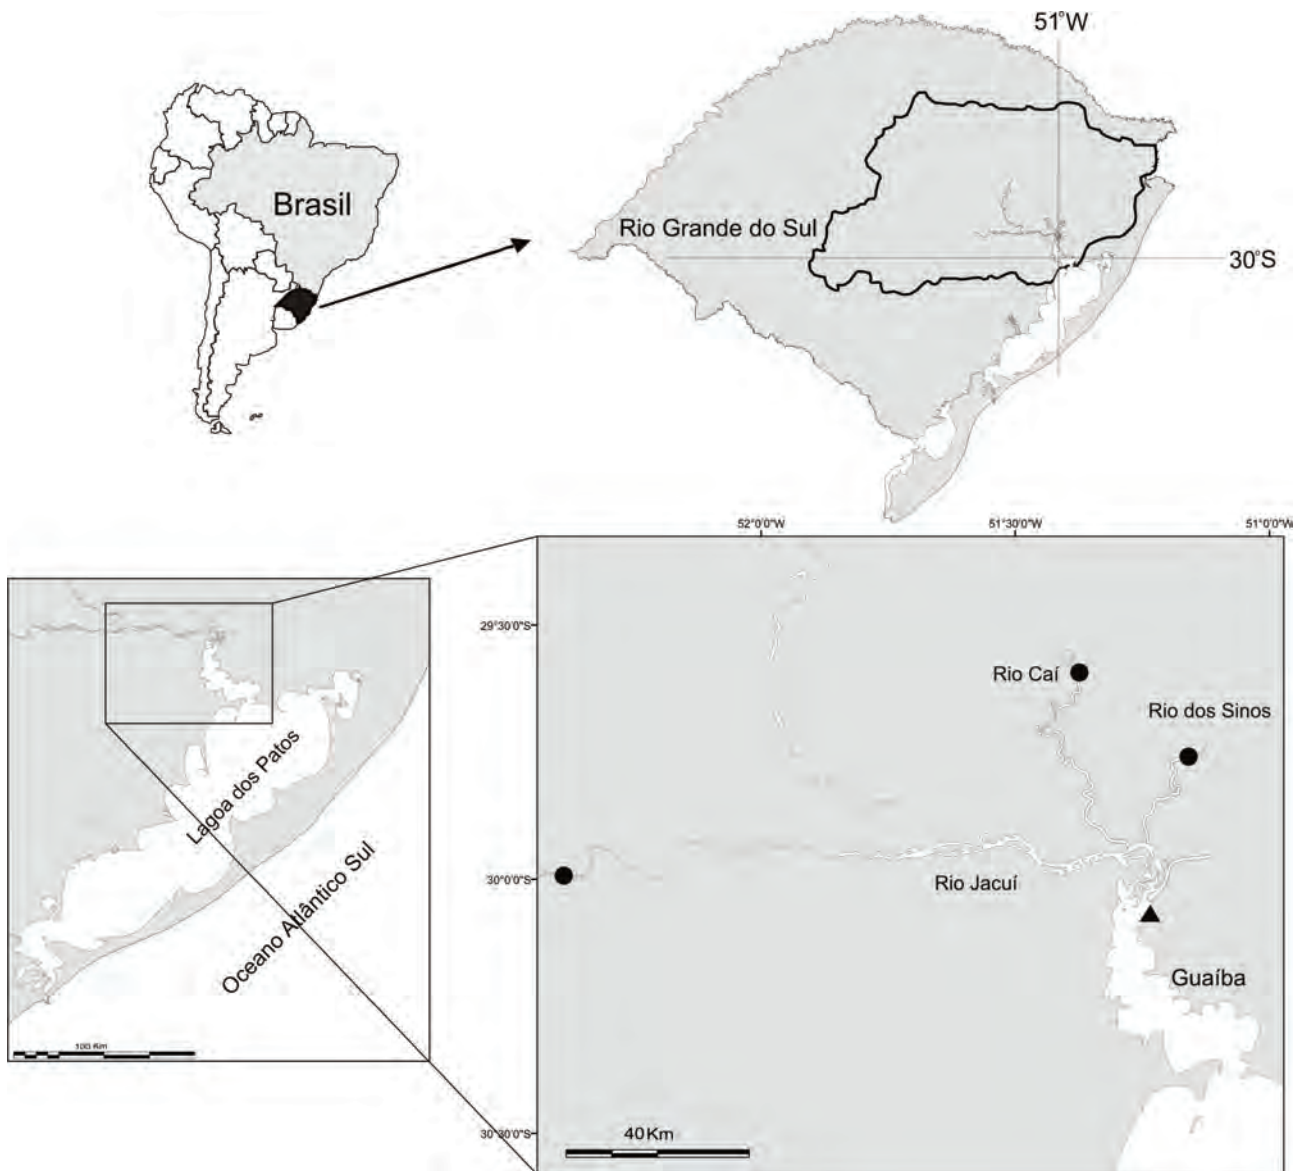 51°W
Brasil
Rio Grande do Sul
30°S
52°0'0"W
51°30'0"W
51°0'0"W
29°30'0"S
Rio Caí
Rio dos Sinos
Lagoa dos Patos
30°0'0"S
Rio Jacuí
Oceano Atlântico Sul
Guaíba
100 Km
30°30'0"S
40 Km